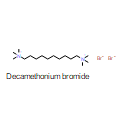 N+ N+ Br- Br-
Decamethonium bromide